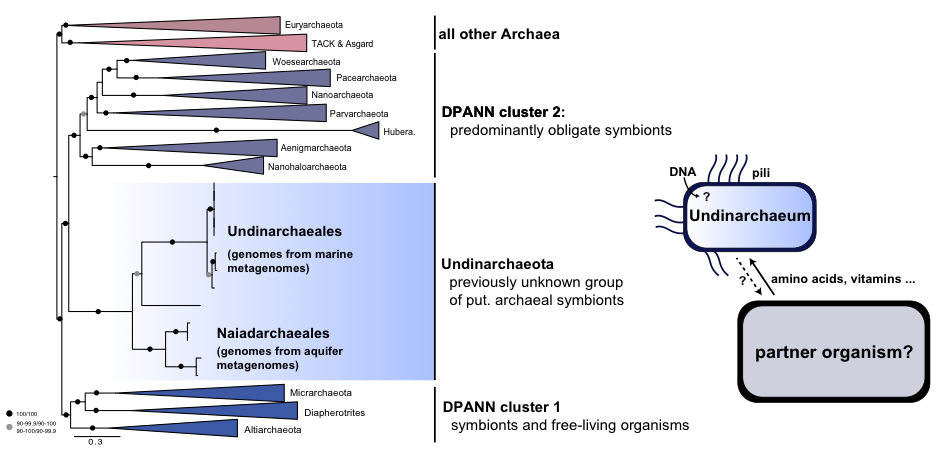 Euryarchaeota
TACK & Asgard
all other Archaea
Woesearchaeota
Pacearchaeota
Nanoarchaeota
Parvarchaeota
Hubera.
Aenigmarchaeota
Nanohaloarchaeota
DPANN cluster 2:
predominantly obligate symbionts
Undinarchaeales
(genomes from marine
metagenomes)
Naiadarchaeales
(genomes from aquifer
metagenomes)
Undinarchaeota
previously unknown group
of put. archaeal symbionts
DNA
pili
?
Undinarchaeum
?
amino acids, vitamins ...
partner organism?
Micrarchaeota
Diapherotrites
Altiarchaeota
DPANN cluster 1
symbionts and free-living organisms
100/100
90-99.9/90-100
90-100/90-99.9
0.3